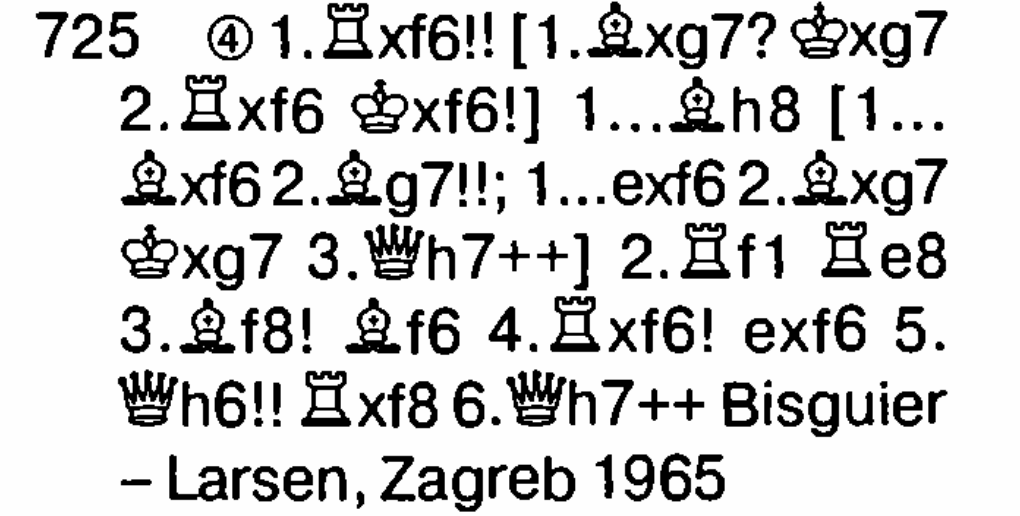 725 ④ 1.♖xf6!! [1.♗xg7? ♔xg7
2.♖xf6 ♔xf6!] 1...♗h8 [1...
♗xf6 2.♗g7!!; 1...exf6 2.♗xg7
♔xg7 3.♕h7++] 2.♖f1 ♖e8
3.♗f8! ♗f6 4.♖xf6! exf6 5.
♕h6!! ♖xf8 6.♕h7++ Bisguier
– Larsen, Zagreb 1965